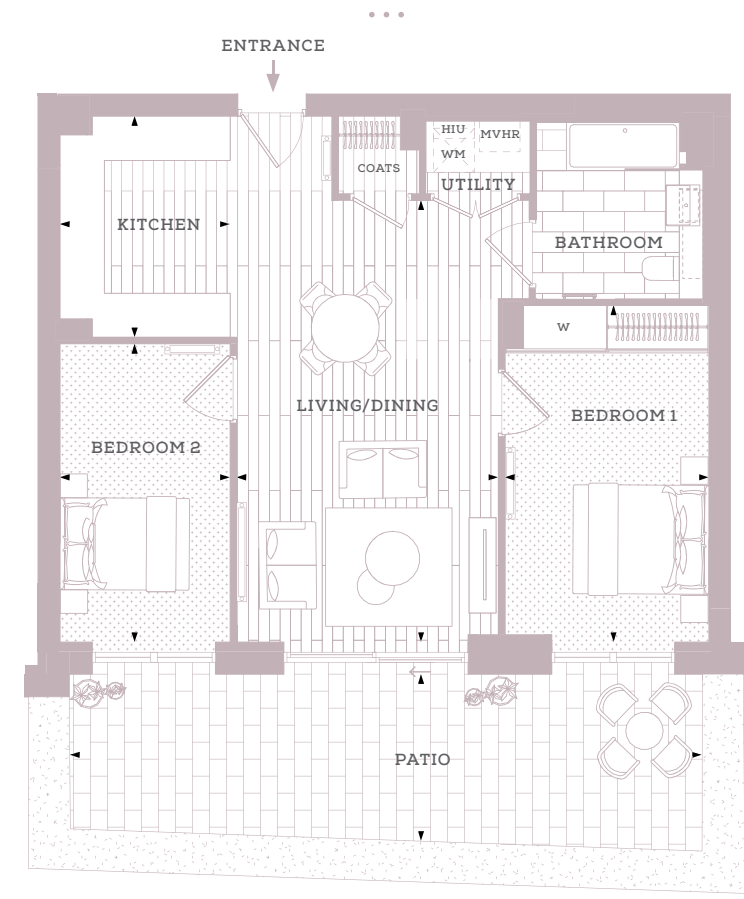 ENTRANCE
HIU
MVHR
WM
COATS
UTILITY
KITCHEN
BATHROOM
W
LIVING/DINING
BEDROOM 1
BEDROOM 2
PATIO